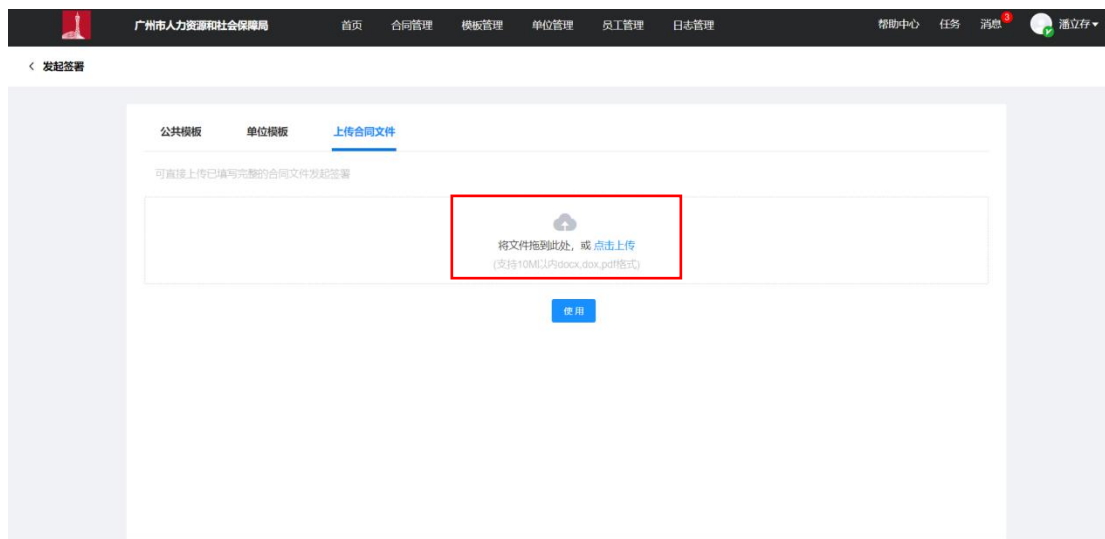 广州市人力资源和社会保障局 首页 合同管理 模板管理 单位管理 员工管理 日志管理 帮助中心 任务 消息 3 潘立存
发起签署
公共模板 单位模板 上传合同文件
可直接上传已填写完整的合同文件发起签署
将文件拖到此处，或 点击上传
(支持10M以内docx,dox,pdf格式)
使用